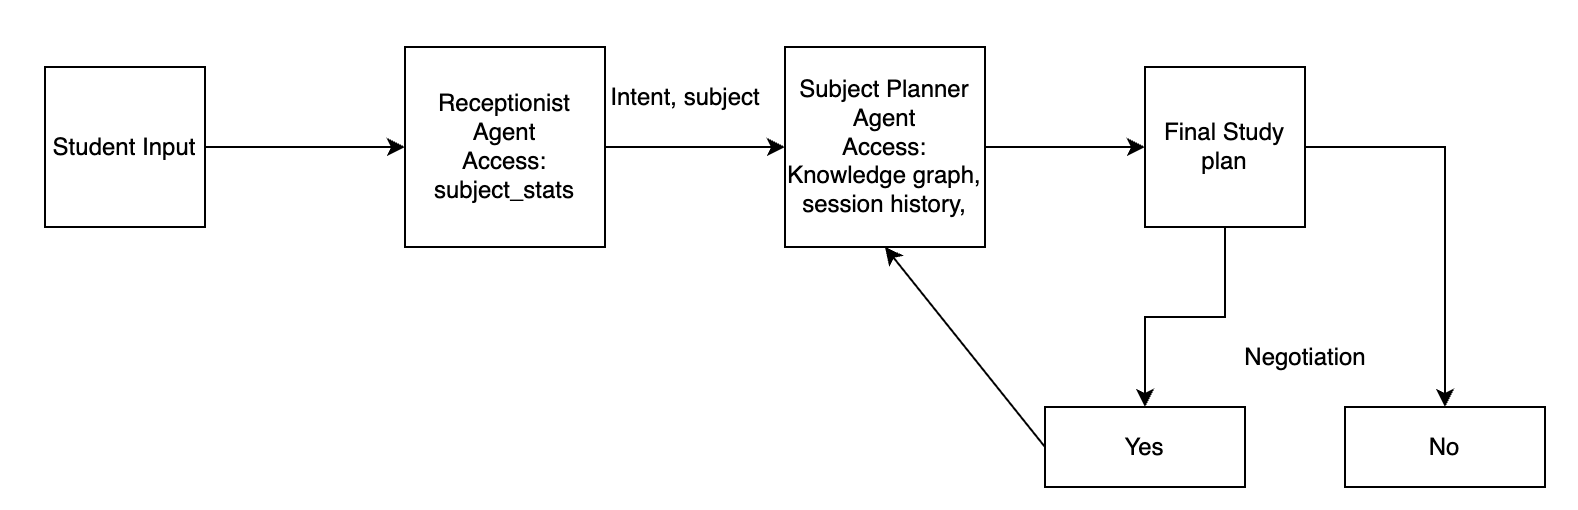 Student Input
Receptionist
Agent
Access:
subject_stats
Intent, subject
Subject Planner
Agent
Access:
Knowledge graph,
session history,
Final Study
plan
Negotiation
Yes
No